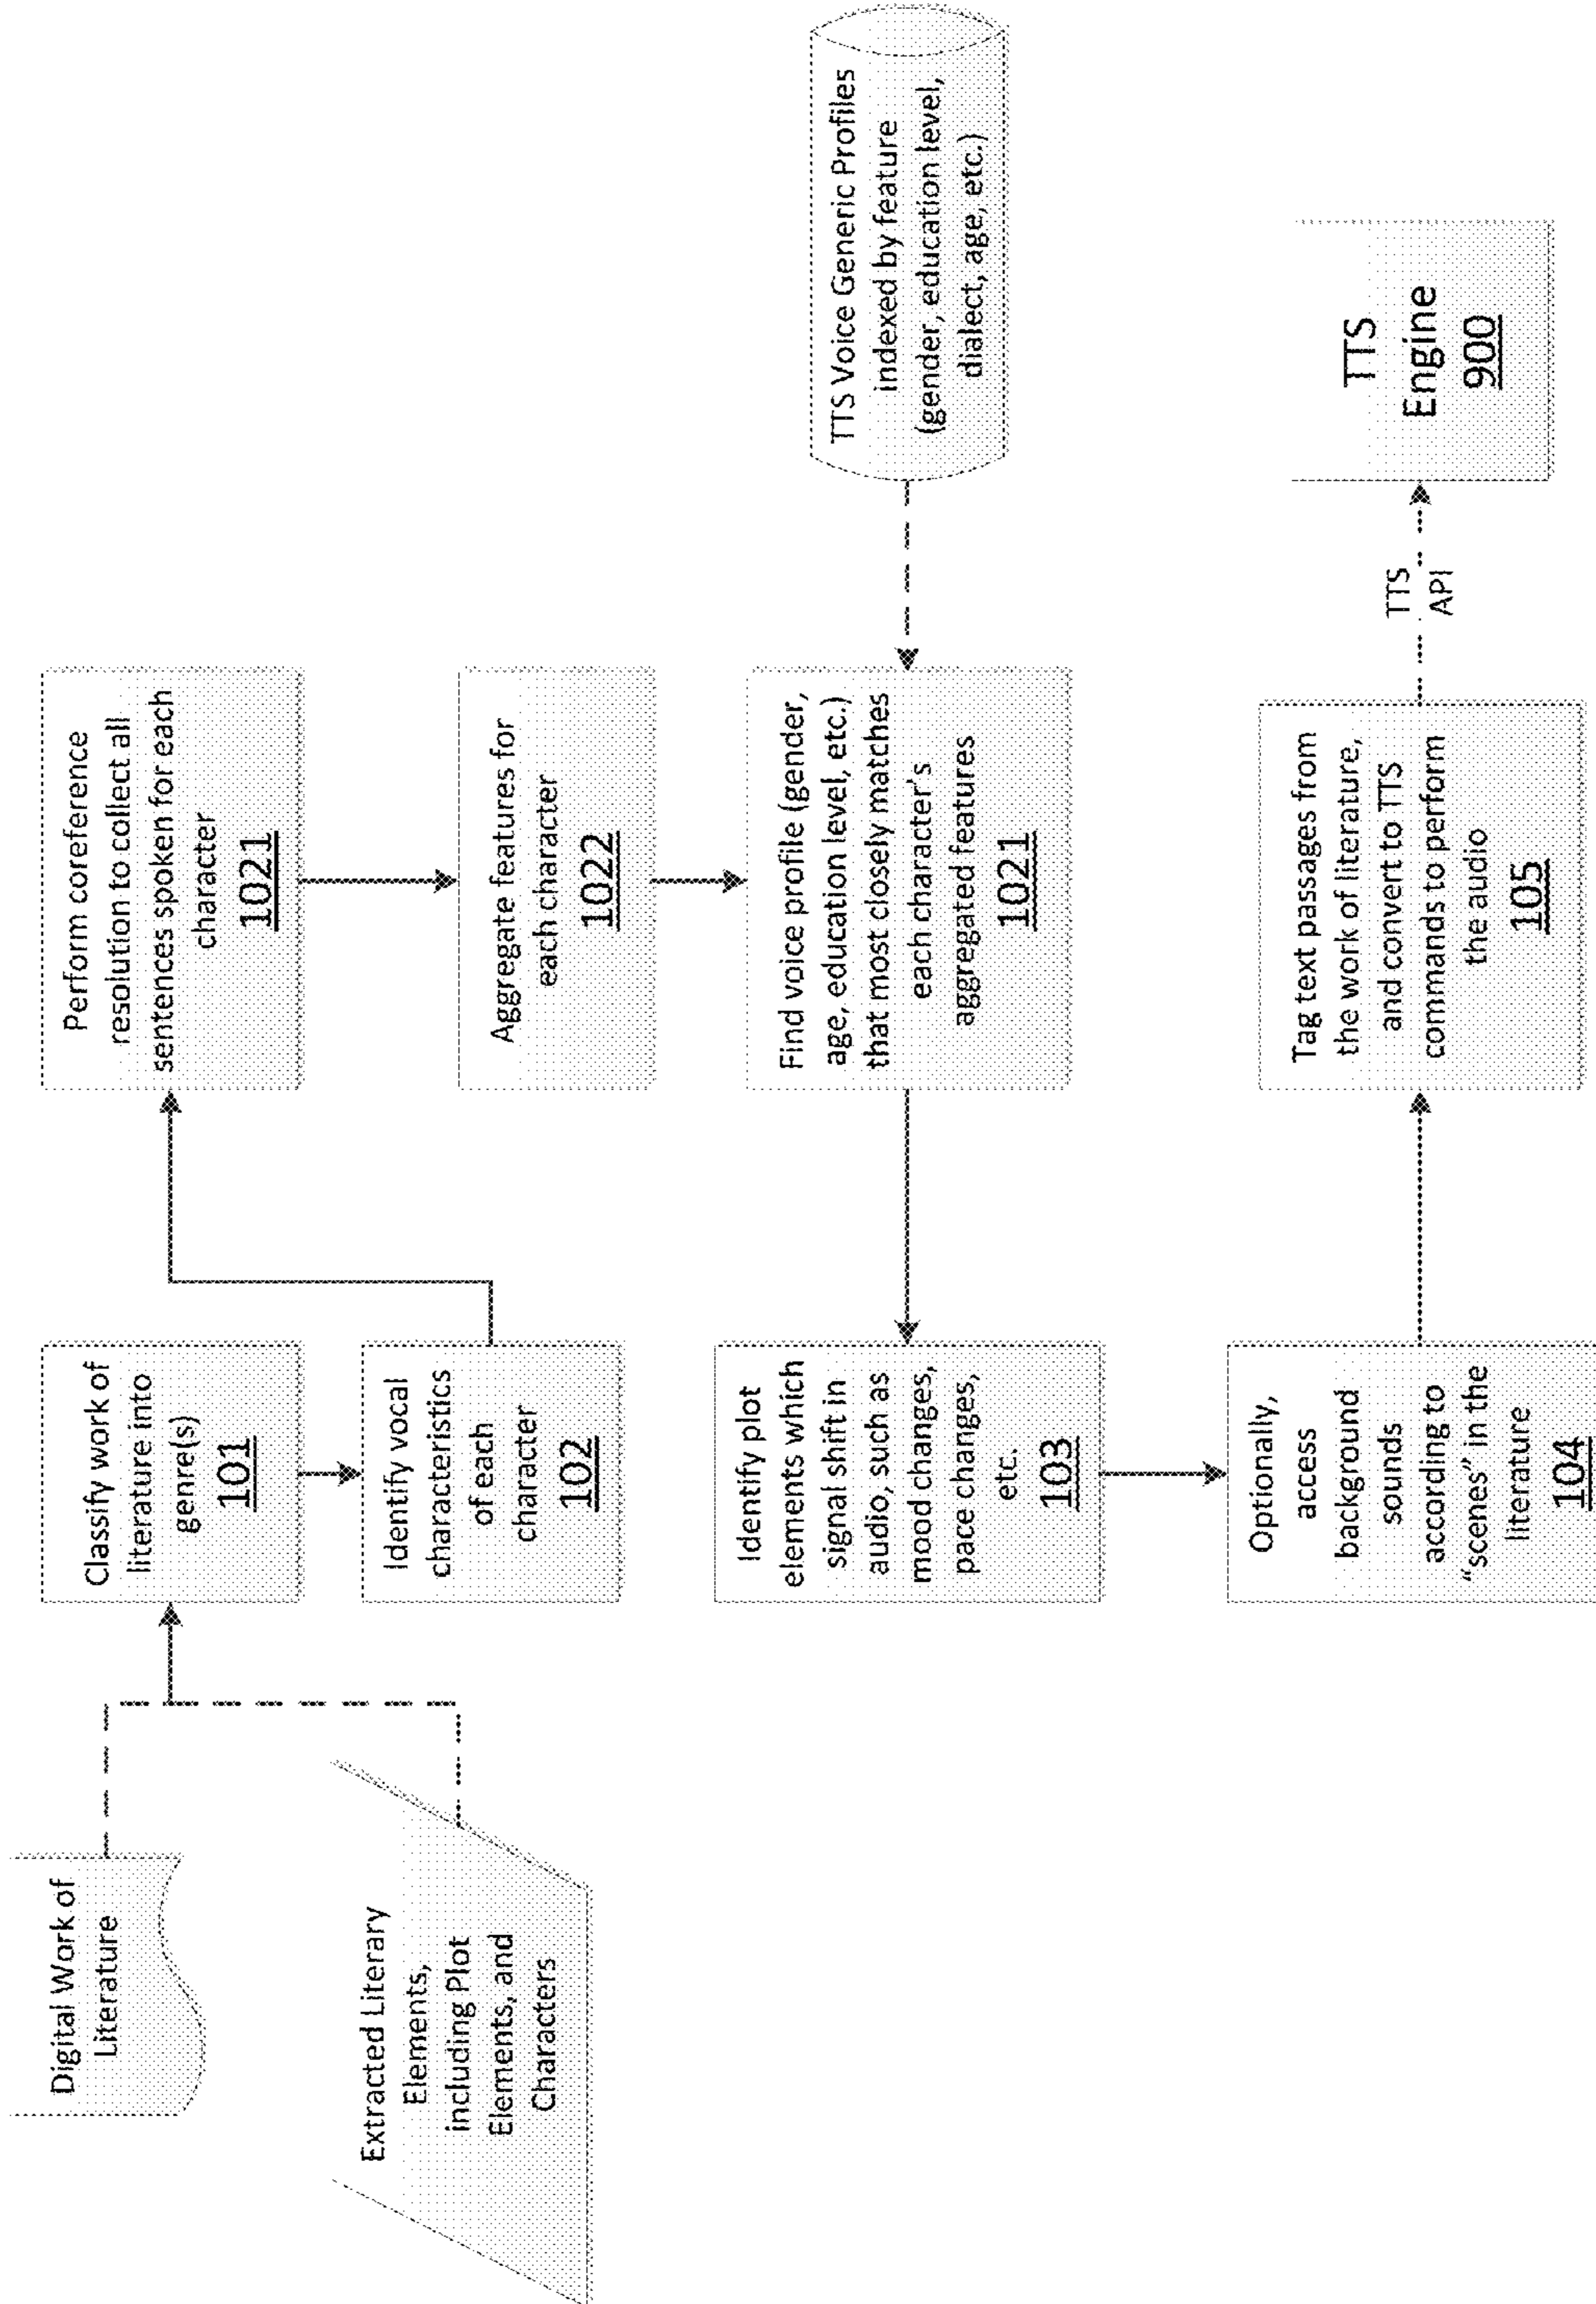 Digital Work of
Literature
Extracted Literary
Elements,
including Plot
Elements, and
Characters
Classify work of
literature into
genre(s)
101
Identify vocal
characteristics
of each
character
102
Perform coreference
resolution to collect all
sentences spoken for each
character
1021
Aggregate features for
each character
1022
Find voice profile (gender,
age, education level, etc.)
that most closely matches
each character's
aggregated features
1021
TTS Voice Generic Profiles
indexed by feature
(gender, education level,
dialect, age, etc.)
Identify plot
elements which
signal shift in
audio, such as
mood changes,
pace changes,
etc.
103
Optionally,
access
background
sounds
according to
“scenes” in the
literature
104
Tag text passages from
the work of literature,
and convert to TTS
commands to perform
the audio
105
TTS
API
TTS
Engine
900